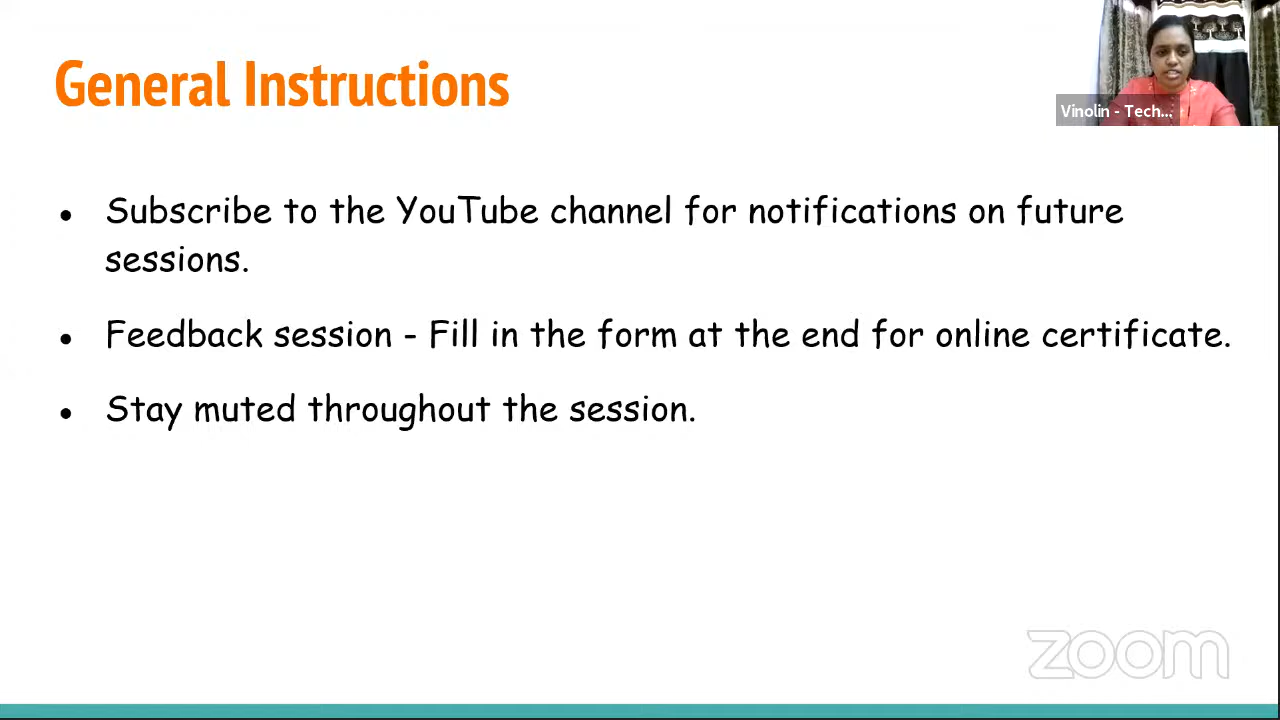 General Instructions
Vinolin - Tech...
● Subscribe to the YouTube channel for notifications on future
sessions.
● Feedback session - Fill in the form at the end for online certificate.
● Stay muted throughout the session.
zoom